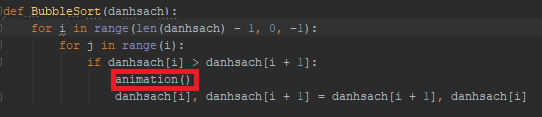 def BubbleSort(danhsach):
    for i in range(len(danhsach) - 1, 0, -1):
        for j in range(i):
            if danhsach[i] > danhsach[i + 1]:
                animation()
                danhsach[i], danhsach[i + 1] = danhsach[i + 1], danhsach[i]